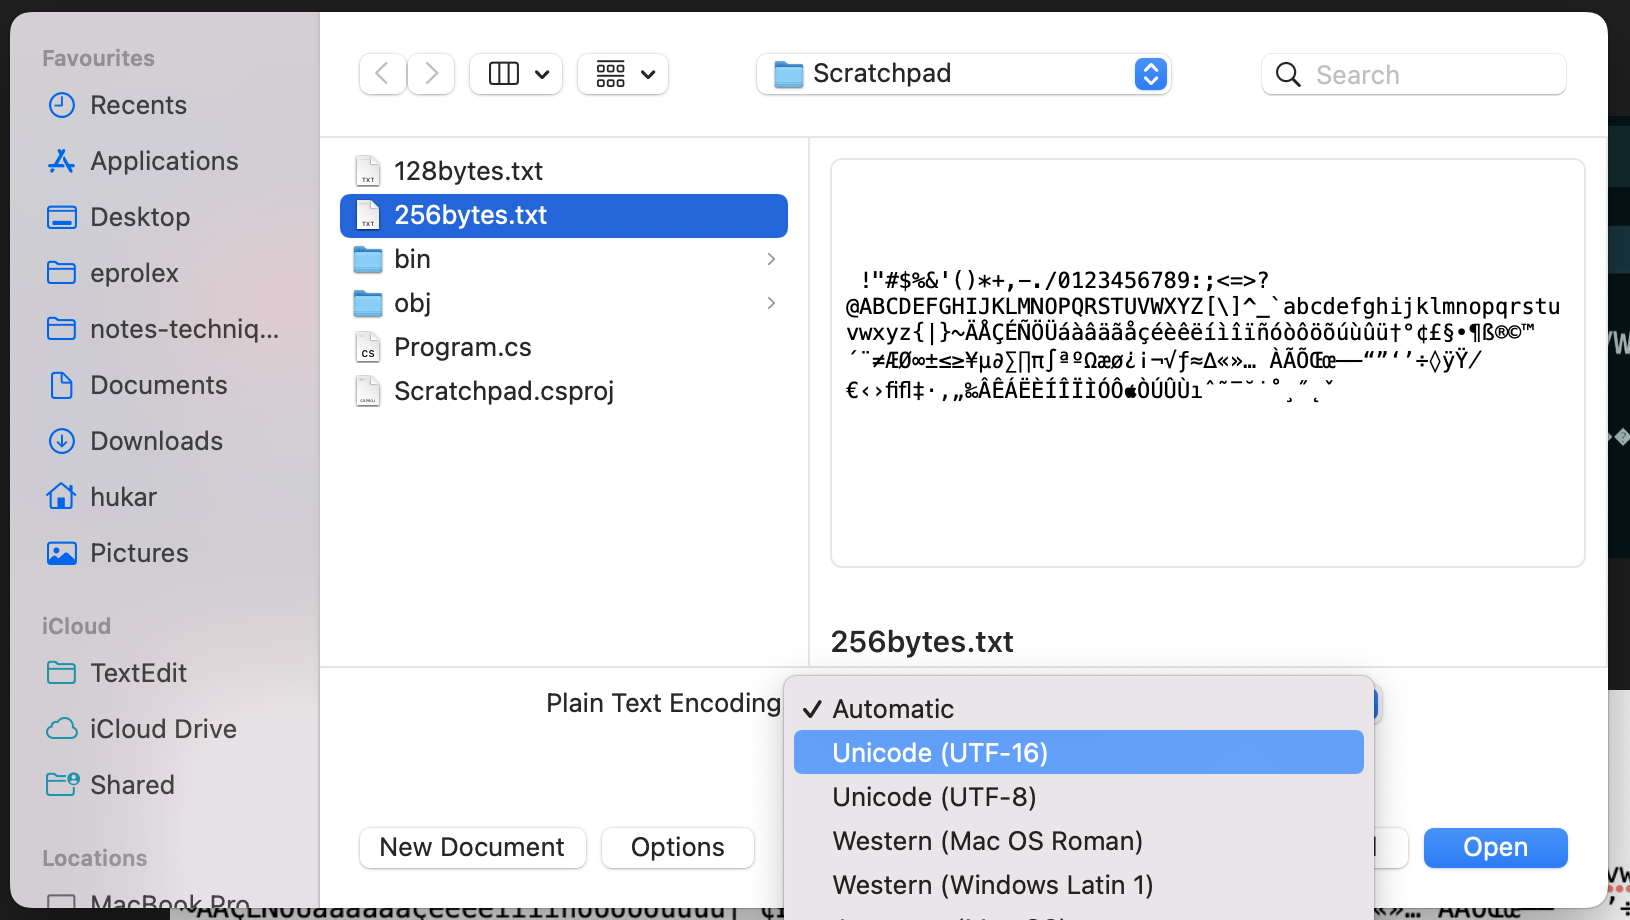 Favourites
Recents
Applications
Desktop
eprolex
notes-techniq...
Documents
Downloads
hukar
Pictures
iCloud
TextEdit
iCloud Drive
Shared
Locations
MacBook Pro
Scratchpad
Search
128bytes.txt
256bytes.txt
bin
obj
Program.cs
Scratchpad.csproj
!"#$%&'()*+,-./0123456789:;<=>?
@ABCDEFGHIJKLMNOPQRSTUVWXYZ[\]^_`abcdefghijklmnopqrstu
vwxyz{|}~ÄÅÇÉÑÖÜáàâäãåçéèêëíìîïñóòôöõúùûü†°¢£§•¶ß®©™
´¨≠ÆØ∞±≤≥¥µ∂∑∏π∫ªºΩæø¿¡¬√ƒ≈∆«»… ÀÃÕŒœ–—“”‘’÷◊ÿŸ⁄
€‹›ﬁﬂ‡·‚„‰ÂÊÁËÈÍÎÏÌÓÔÒÚÛÙıˆ˜¯˘˙˚¸˝˛ˇ
256bytes.txt
Plain Text Encoding
✓ Automatic
Unicode (UTF-16)
Unicode (UTF-8)
Western (Mac OS Roman)
Western (Windows Latin 1)
New Document
Options
Open